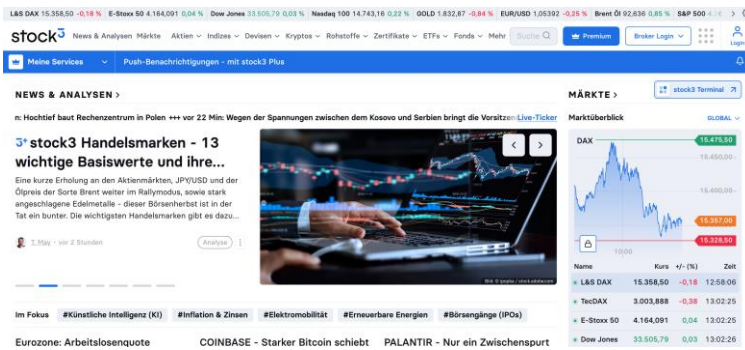 L&S DAX 15.358,50 -0,18 % E-Stoxx 50 4.164,091 0,04 % Dow Jones 33.505,79 0,03 % Nasdaq 100 14.743,16 0,22 % GOLD 1.832,87 -0,84 % EUR/USD 1,05392 -0,25 % Brent Öl 92,636 0,85 % S&P 500
stock3 News & Analysen Märkte Aktien Indizes Devisen Kryptos Rohstoffe Zertifikate ETFs Fonds Mehr Suche Premium Broker Login Login
Meine Services Push-Benachrichtigungen - mit stock3 Plus
NEWS & ANALYSEN >
MÄRKTE >
stock3 Terminal
n: Hochtief baut Rechenzentrum in Polen +++ vor 22 Min: Wegen der Spannungen zwischen dem Kosovo und Serbien bringt die Vorsitzen Live-Ticker
Marktüberblick GLOBAL
3+ stock3 Handelsmarken - 13
wichtige Basiswerte und ihre...
Eine kurze Erholung an den Aktienmärkten, JPY/USD und der
Ölpreis der Sorte Brent weiter im Rallymodus, sowie stark
angeschlagene Edelmetalle - dieser Börsenherbst ist in der
Tat ein bunter. Die wichtigsten Handelsmarken gibt es dazu...
T. May - vor 2 Stunden Analyse
DAX
15.475,50
15.450,00
15.400,00
15.357,00
15.328,50
10:00
Name Kurs +/- (%) Zeit
L&S DAX 15.358,50 -0,18 12:58:06
TecDAX 3.003,888 -0,38 13:02:25
E-Stoxx 50 4.164,091 0,04 13:02:25
Dow Jones 33.505,79 0,03 13:02:26
Im Fokus #Künstliche Intelligenz (KI) #Inflation & Zinsen #Elektromobilität #Erneuerbare Energien #Börsengänge (IPOs)
Eurozone: Arbeitslosenquote COINBASE - Starker Bitcoin schiebt PALANTIR - Nur ein Zwischenspurt